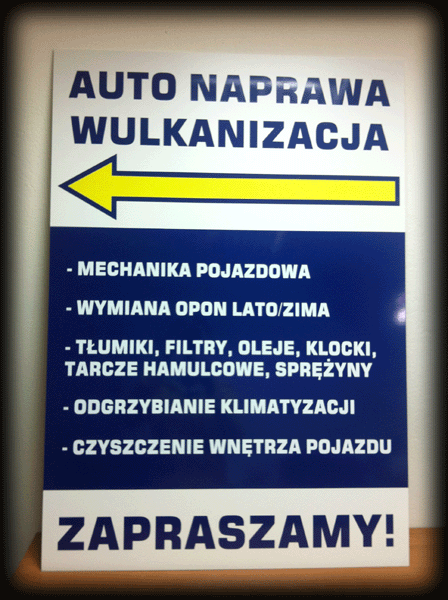 AUTO NAPRAWA
WULKANIZACJA
- MECHANIKA POJAZDOWA
- WYMIANA OPON LATO/ZIMA
- TŁUMIKI, FILTRY, OLEJE, KLOCKI,
TARCZE HAMULCOWE, SPRĘŻYNY
- ODGRZYBIANIE KLIMATYZACJI
- CZYSZCZENIE WNĘTRZA POJAZDU
ZAPRASZAMY!